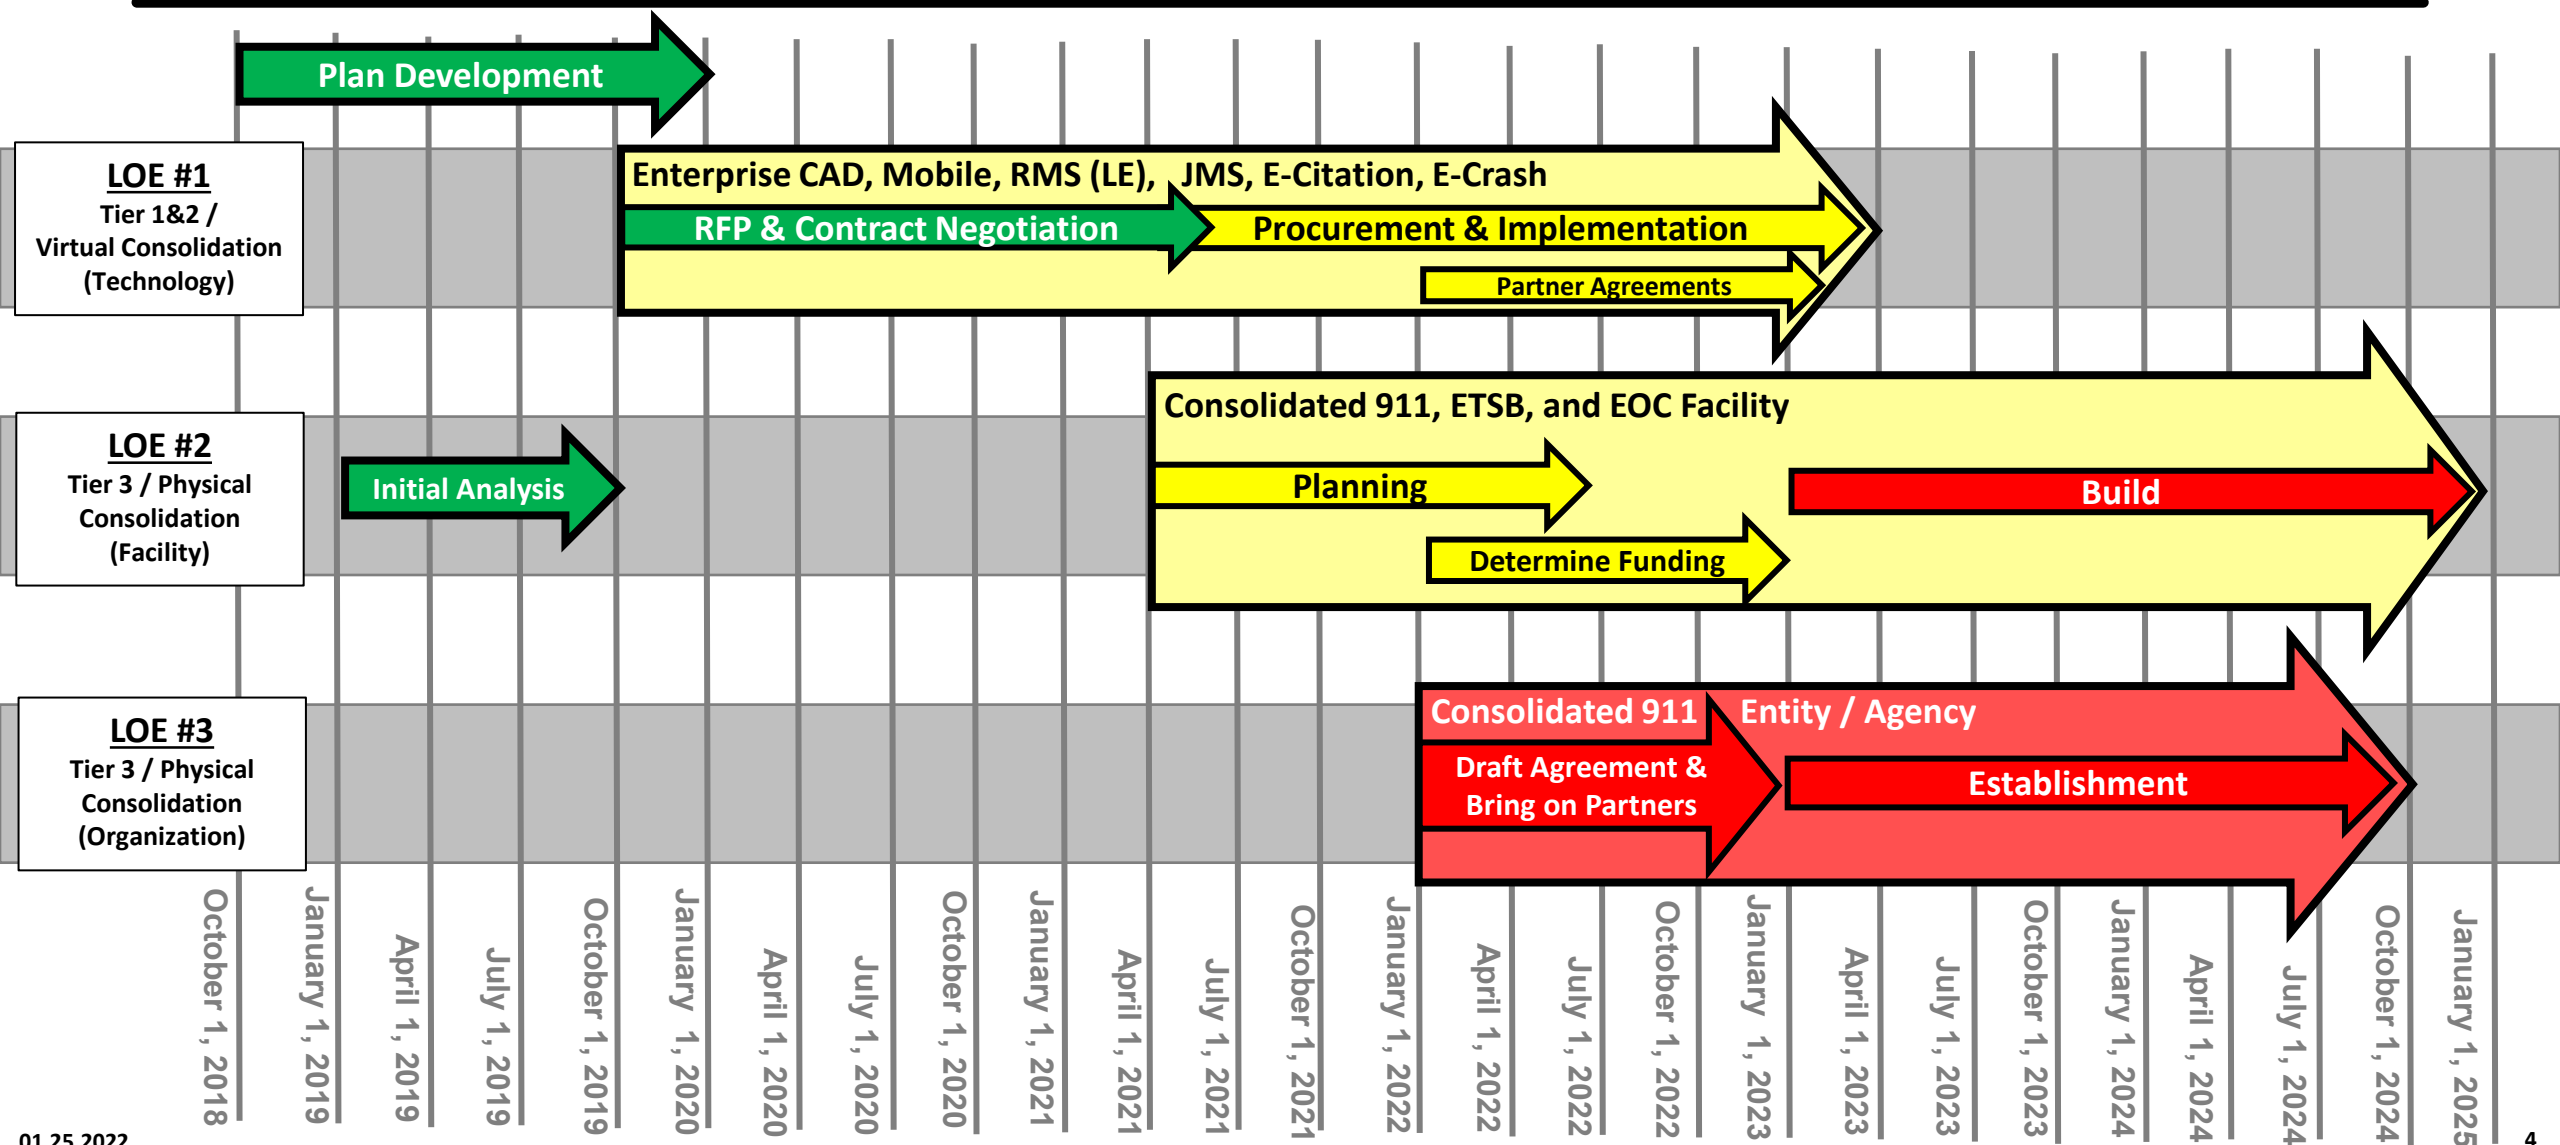 Plan Development
LOE #1
Tier 1&2 /
Virtual Consolidation
(Technology)
Enterprise CAD, Mobile, RMS (LE), JMS, E-Citation, E-Crash
RFP & Contract Negotiation
Procurement & Implementation
Partner Agreements
LOE #2
Tier 3 / Physical
Consolidation
(Facility)
Initial Analysis
Consolidated 911, ETSB, and EOC Facility
Planning
Build
Determine Funding
LOE #3
Tier 3 / Physical
Consolidation
(Organization)
Consolidated 911 Entity / Agency
Draft Agreement &
Bring on Partners
Establishment
October 1, 2018
January 1, 2019
April 1, 2019
July 1, 2019
October 1, 2019
January 1, 2020
April 1, 2020
July 1, 2020
October 1, 2020
January 1, 2021
April 1, 2021
July 1, 2021
October 1, 2021
January 1, 2022
April 1, 2022
July 1, 2022
October 1, 2022
January 1, 2023
April 1, 2023
July 1, 2023
October 1, 2023
January 1, 2024
April 1, 2024
July 1, 2024
October 1, 2024
January 1, 2025
01.25.2022
4